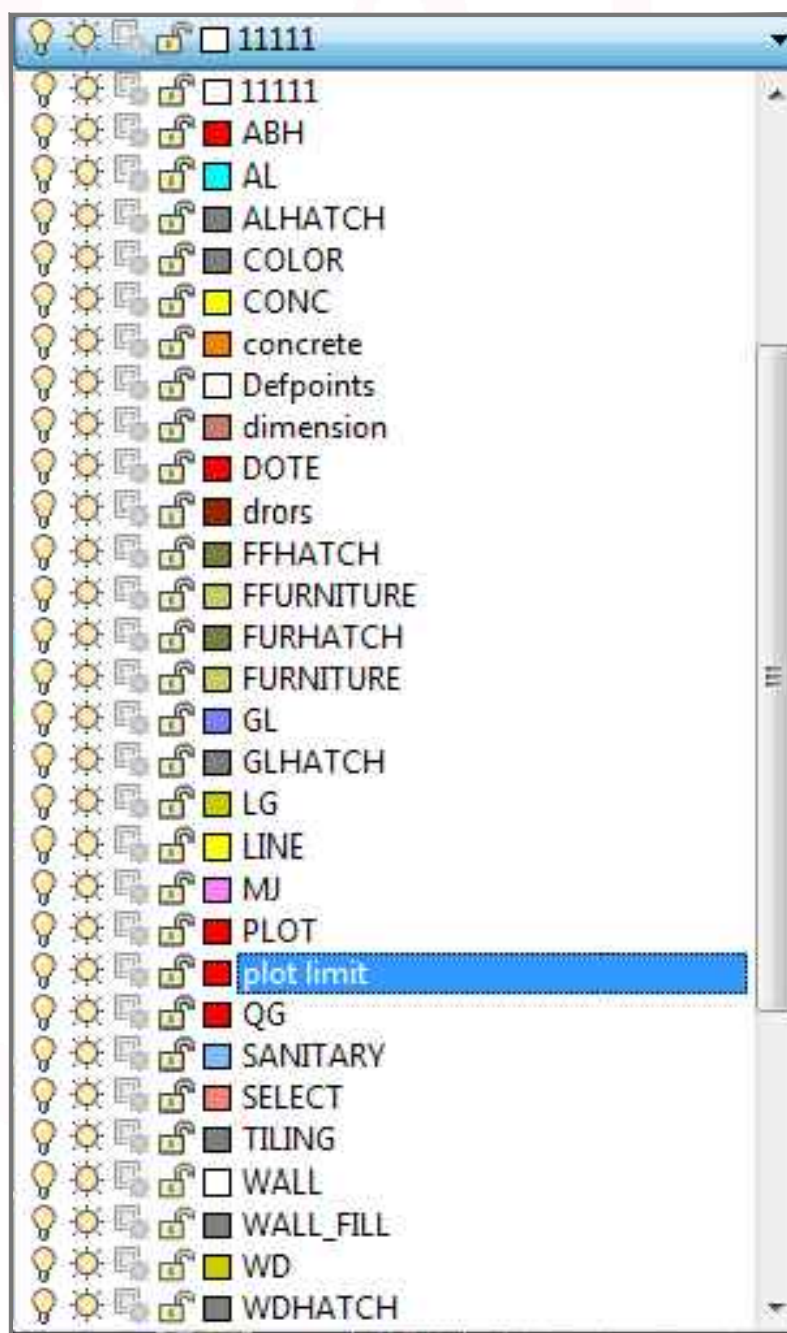 11111
11111
ABH
AL
ALHATCH
COLOR
CONC
concrete
Defpoints
dimension
DOTE
drors
FFHATCH
FFURNITURE
FURHATCH
FURNITURE
GL
GLHATCH
LG
LINE
MJ
PLOT
plot limit
QG
SANITARY
SELECT
TILING
WALL
WALL_FILL
WD
WDHATCH